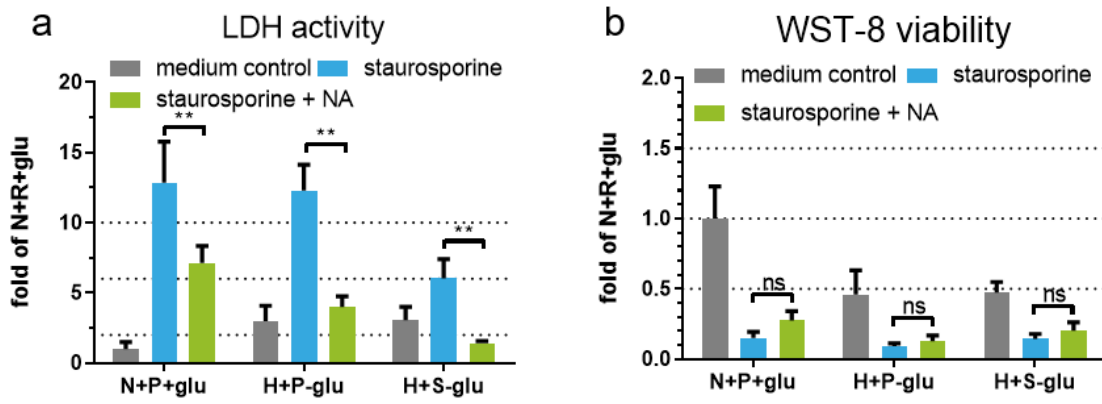 a
LDH activity
medium control staurosporine
staurosporine + NA
fold of N+R+glu
20
15
10
5
0
**
**
**
N+P+glu H+P-glu H+S-glu
b
WST-8 viability
medium control staurosporine
staurosporine + NA
fold of N+R+glu
2.0
1.5
1.0
0.5
0.0
ns
ns
ns
N+P+glu H+P-glu H+S-glu